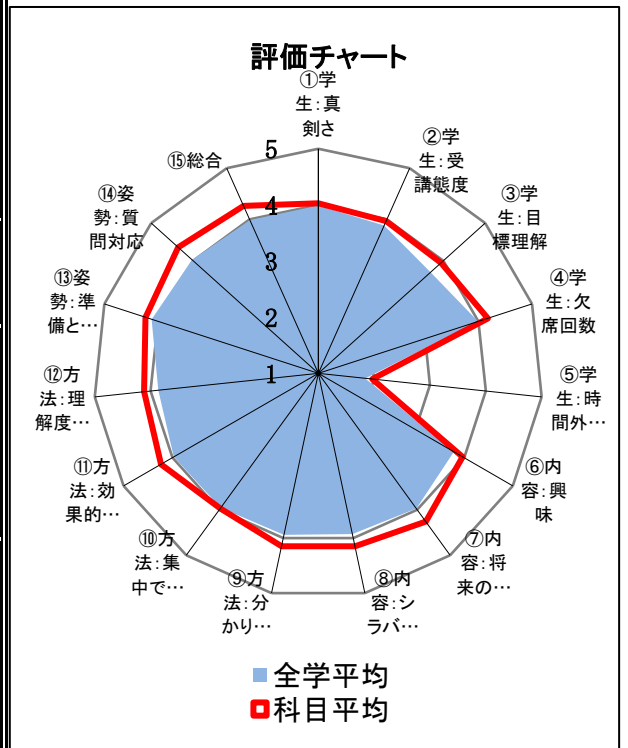 評価チャート
①学
生:真
剣さ
②学
生:受
講態度
③学
生:目
標理解
④学
生:欠
席回数
⑤学
生:時
間外…
⑥内
容:興
味
⑦内
容:将
来の…
⑧内
容:シ
ラバ…
⑨方
法:分
かり…
⑩方
法:集
中で…
⑪方
法:効
果的…
⑫方
法:理
解度…
⑬姿
勢:準
備と…
⑭姿
勢:質
問対応
⑮総合
5
4
3
2
1
全学平均
科目平均